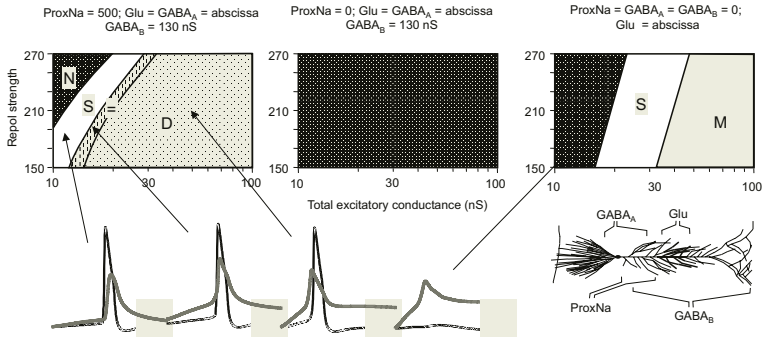 ProxNa = 500; Glu = GABA_A = abscissa
GABA_B = 130 nS
ProxNa = 0; Glu = GABA_A = abscissa
GABA_B = 130 nS
ProxNa = GABA_A = GABA_B = 0;
Glu = abscissa
Repol strength
270
210
150
N
S
=
D
10
30
100
270
210
150
10
30
100
Total excitatory conductance (nS)
270
210
150
S
M
10
30
100
GABA_A
Glu
ProxNa
GABA_B